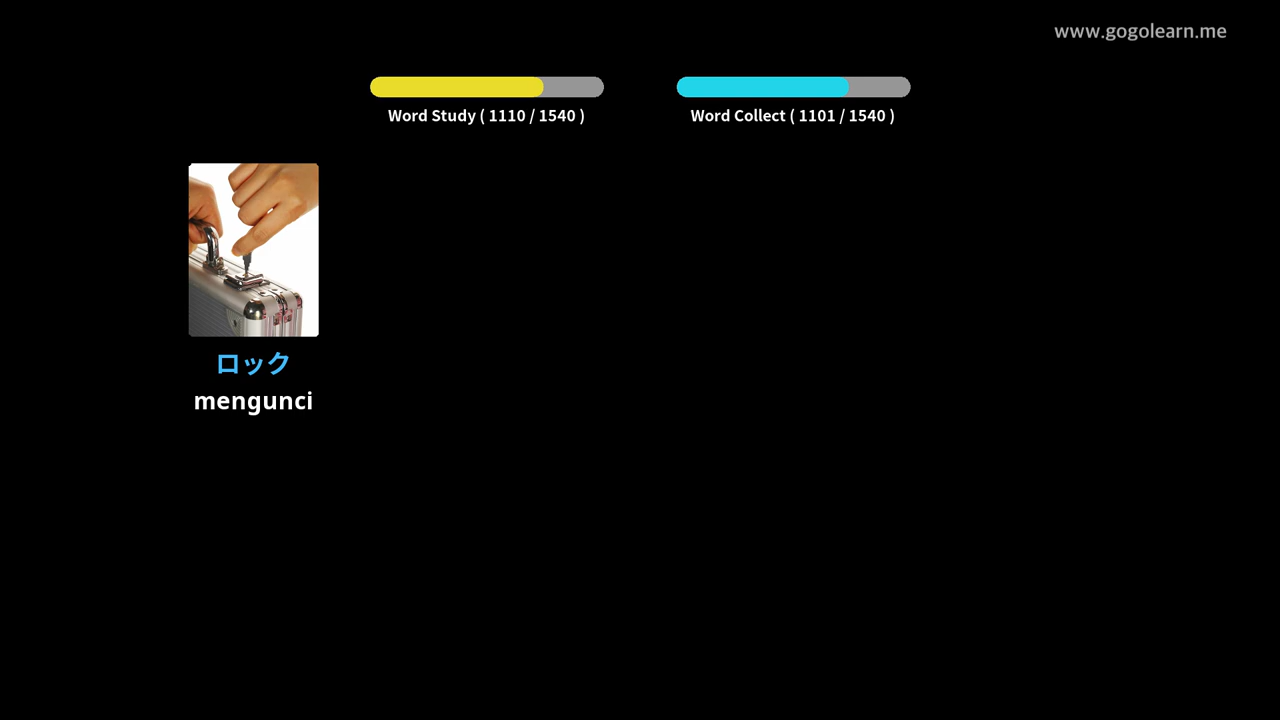 www.gogolearn.me
Word Study ( 1110 / 1540 )
Word Collect ( 1101 / 1540 )
ロック
mengunci